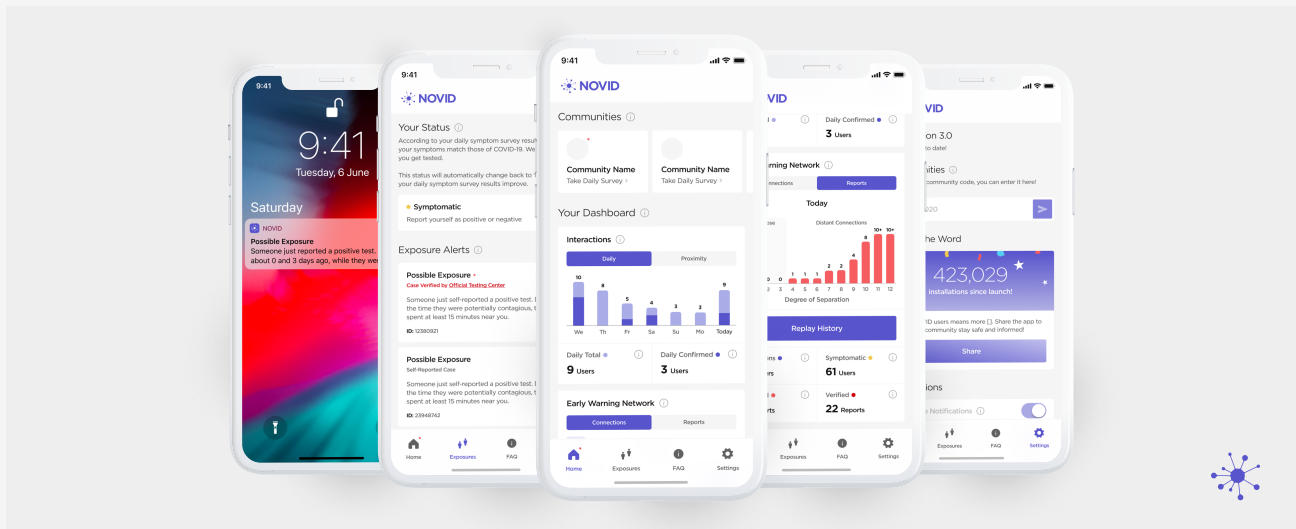 9:41
9:41
Tuesday, 6 June
Saturday
NOVID
Possible Exposure
Someone just reported a positive test.
about 0 and 3 days ago, while they
9:41
NOVID
Your Status
According to your daily symptom survey
your symptoms match those of COVID-19. We
you get tested.
This status will automatically change back to
your daily symptom survey results improve.
Symptomatic
Report yourself as positive or negative
Exposure Alerts
Possible Exposure
Case Verified by Official Testing Center
Someone just self-reported a positive test.
the time they were potentially contagious,
spent at least 15 minutes near you.
ID: 12380921
Possible Exposure
Self-Reported Case
Someone just self-reported a positive test.
the time they were potentially contagious,
spent at least 15 minutes near you.
ID: 23948742
Home
Exposures
FAQ
9:41
NOVID
Communities
Community Name
Take Daily Survey >
Community Name
Take Daily Survey >
Your Dashboard
Interactions
Daily
Proximity
10
8
5
4
3
3
9
We
Th
Fr
Sa
Su
Mo
Today
Daily Total
9 Users
Daily Confirmed
3 Users
Early Warning Network
Connections
Reports
Home
Exposures
FAQ
Settings
VID
Daily Confirmed
3 Users
Network
Reports
Today
Distant Connections
0
1
1
1
2
2
4
8
10+
10+
3
4
5
6
7
8
9
10
11
12
Degree of Separation
Replay History
Symptomatic
61 Users
Verified
22 Reports
Exposures
FAQ
Settings
VID
on 3.0
to date!
community code, you can enter it here!
Word
423,029
installations since launch!
users means more []. Share the app to
community stay safe and informed!
Share
Notifications
Exposures
FAQ
Settings